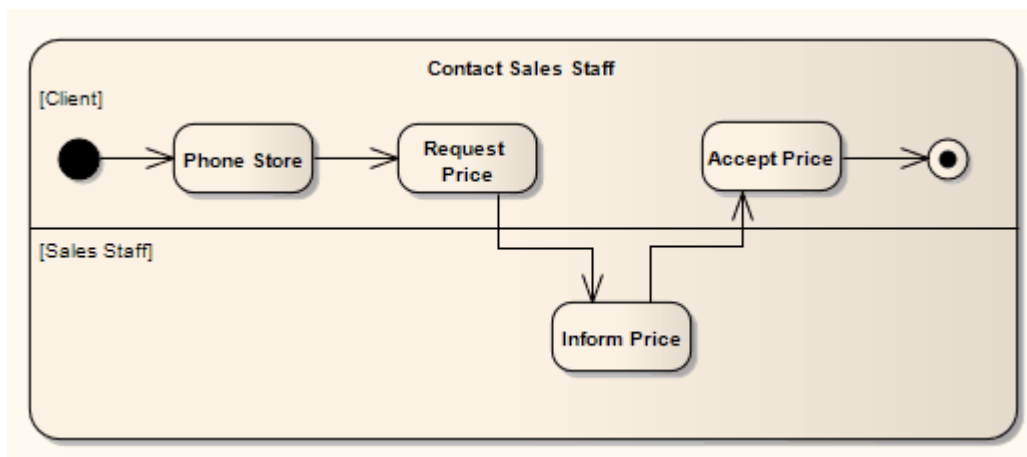 Contact Sales Staff
[Client]
Phone Store
Request
Price
Accept Price
[Sales Staff]
Inform Price